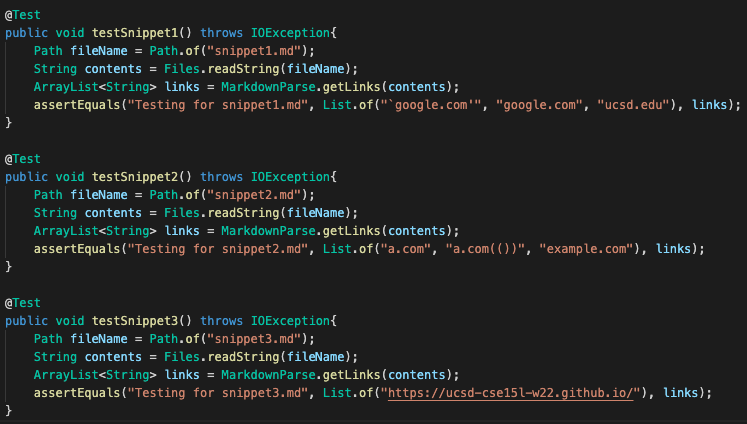 @Test
public void testSnippet1() throws IOException{
    Path fileName = Path.of("snippet1.md");
    String contents = Files.readString(fileName);
    ArrayList<String> links = MarkdownParse.getLinks(contents);
    assertEquals("Testing for snippet1.md", List.of("`google.com'", "google.com", "ucsd.edu"), links);
}

@Test
public void testSnippet2() throws IOException{
    Path fileName = Path.of("snippet2.md");
    String contents = Files.readString(fileName);
    ArrayList<String> links = MarkdownParse.getLinks(contents);
    assertEquals("Testing for snippet2.md", List.of("a.com", "a.com(())", "example.com"), links);
}

@Test
public void testSnippet3() throws IOException{
    Path fileName = Path.of("snippet3.md");
    String contents = Files.readString(fileName);
    ArrayList<String> links = MarkdownParse.getLinks(contents);
    assertEquals("Testing for snippet3.md", List.of("https://ucsd-cse15l-w22.github.io/"), links);
}